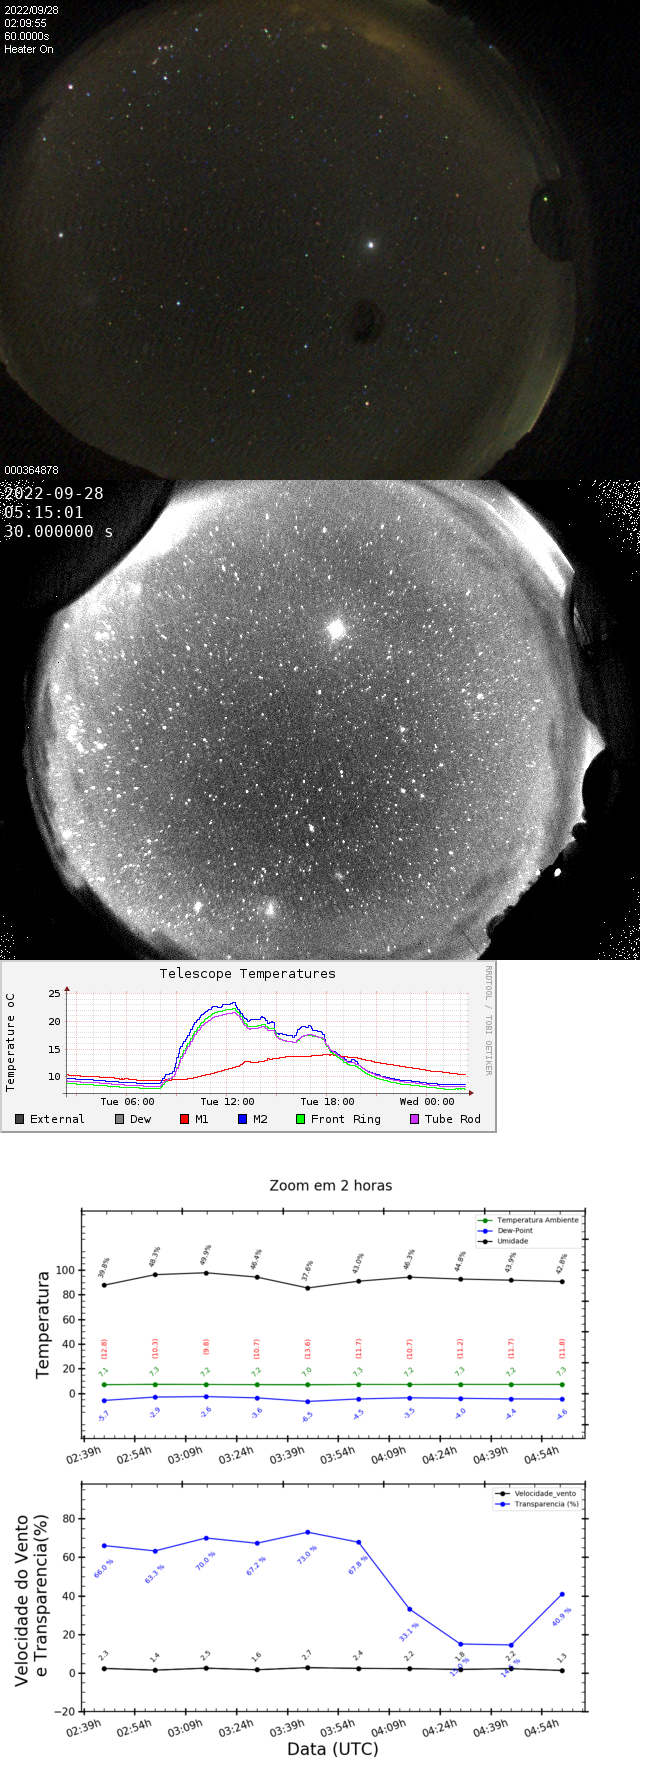 2022/09/28
02:09:55
60.0000s
Heater On
000364878
2022-09-28
05:15:01
30.000000 s
Telescope Temperatures
RRDTOOL / TOBI OETIKER
Temperature oC
25
20
15
10
Tue 06:00 Tue 12:00 Tue 18:00 Wed 00:00
External Dew M1 M2 Front Ring Tube Rod
Zoom em 2 horas
Temperatura Ambiente
Dew-Point
Umidade
Temperatura
100
80
60
40
20
0
39.8% 48.3% 49.9% 46.4% 37.6% 43.0% 46.3% 44.8% 43.9% 42.8%
(12.8) (10.3) (9.8) (10.7) (13.6) (11.7) (10.7) (11.2) (11.7) (11.8)
7.1 7.3 7.2 7.2 7.0 7.3 7.2 7.3 7.2 7.3
-5.7 -2.9 -2.6 -3.6 -6.5 -4.5 -3.5 -4.0 -4.4 -4.6
02:39h 02:54h 03:09h 03:24h 03:39h 03:54h 04:09h 04:24h 04:39h 04:54h
Velocidade_vento
Transparencia (%)
Velocidade do Vento
e Transparencia(%)
80
60
40
20
0
−20
66.0 % 63.3 % 70.0 % 67.2 % 73.0 % 67.8 % 33.1 % 40.9 %
2.3 1.4 2.5 1.6 2.7 2.4 2.2 1.8 2.2 1.3
02:39h 02:54h 03:09h 03:24h 03:39h 03:54h 04:09h 04:24h 04:39h 04:54h
Data (UTC)